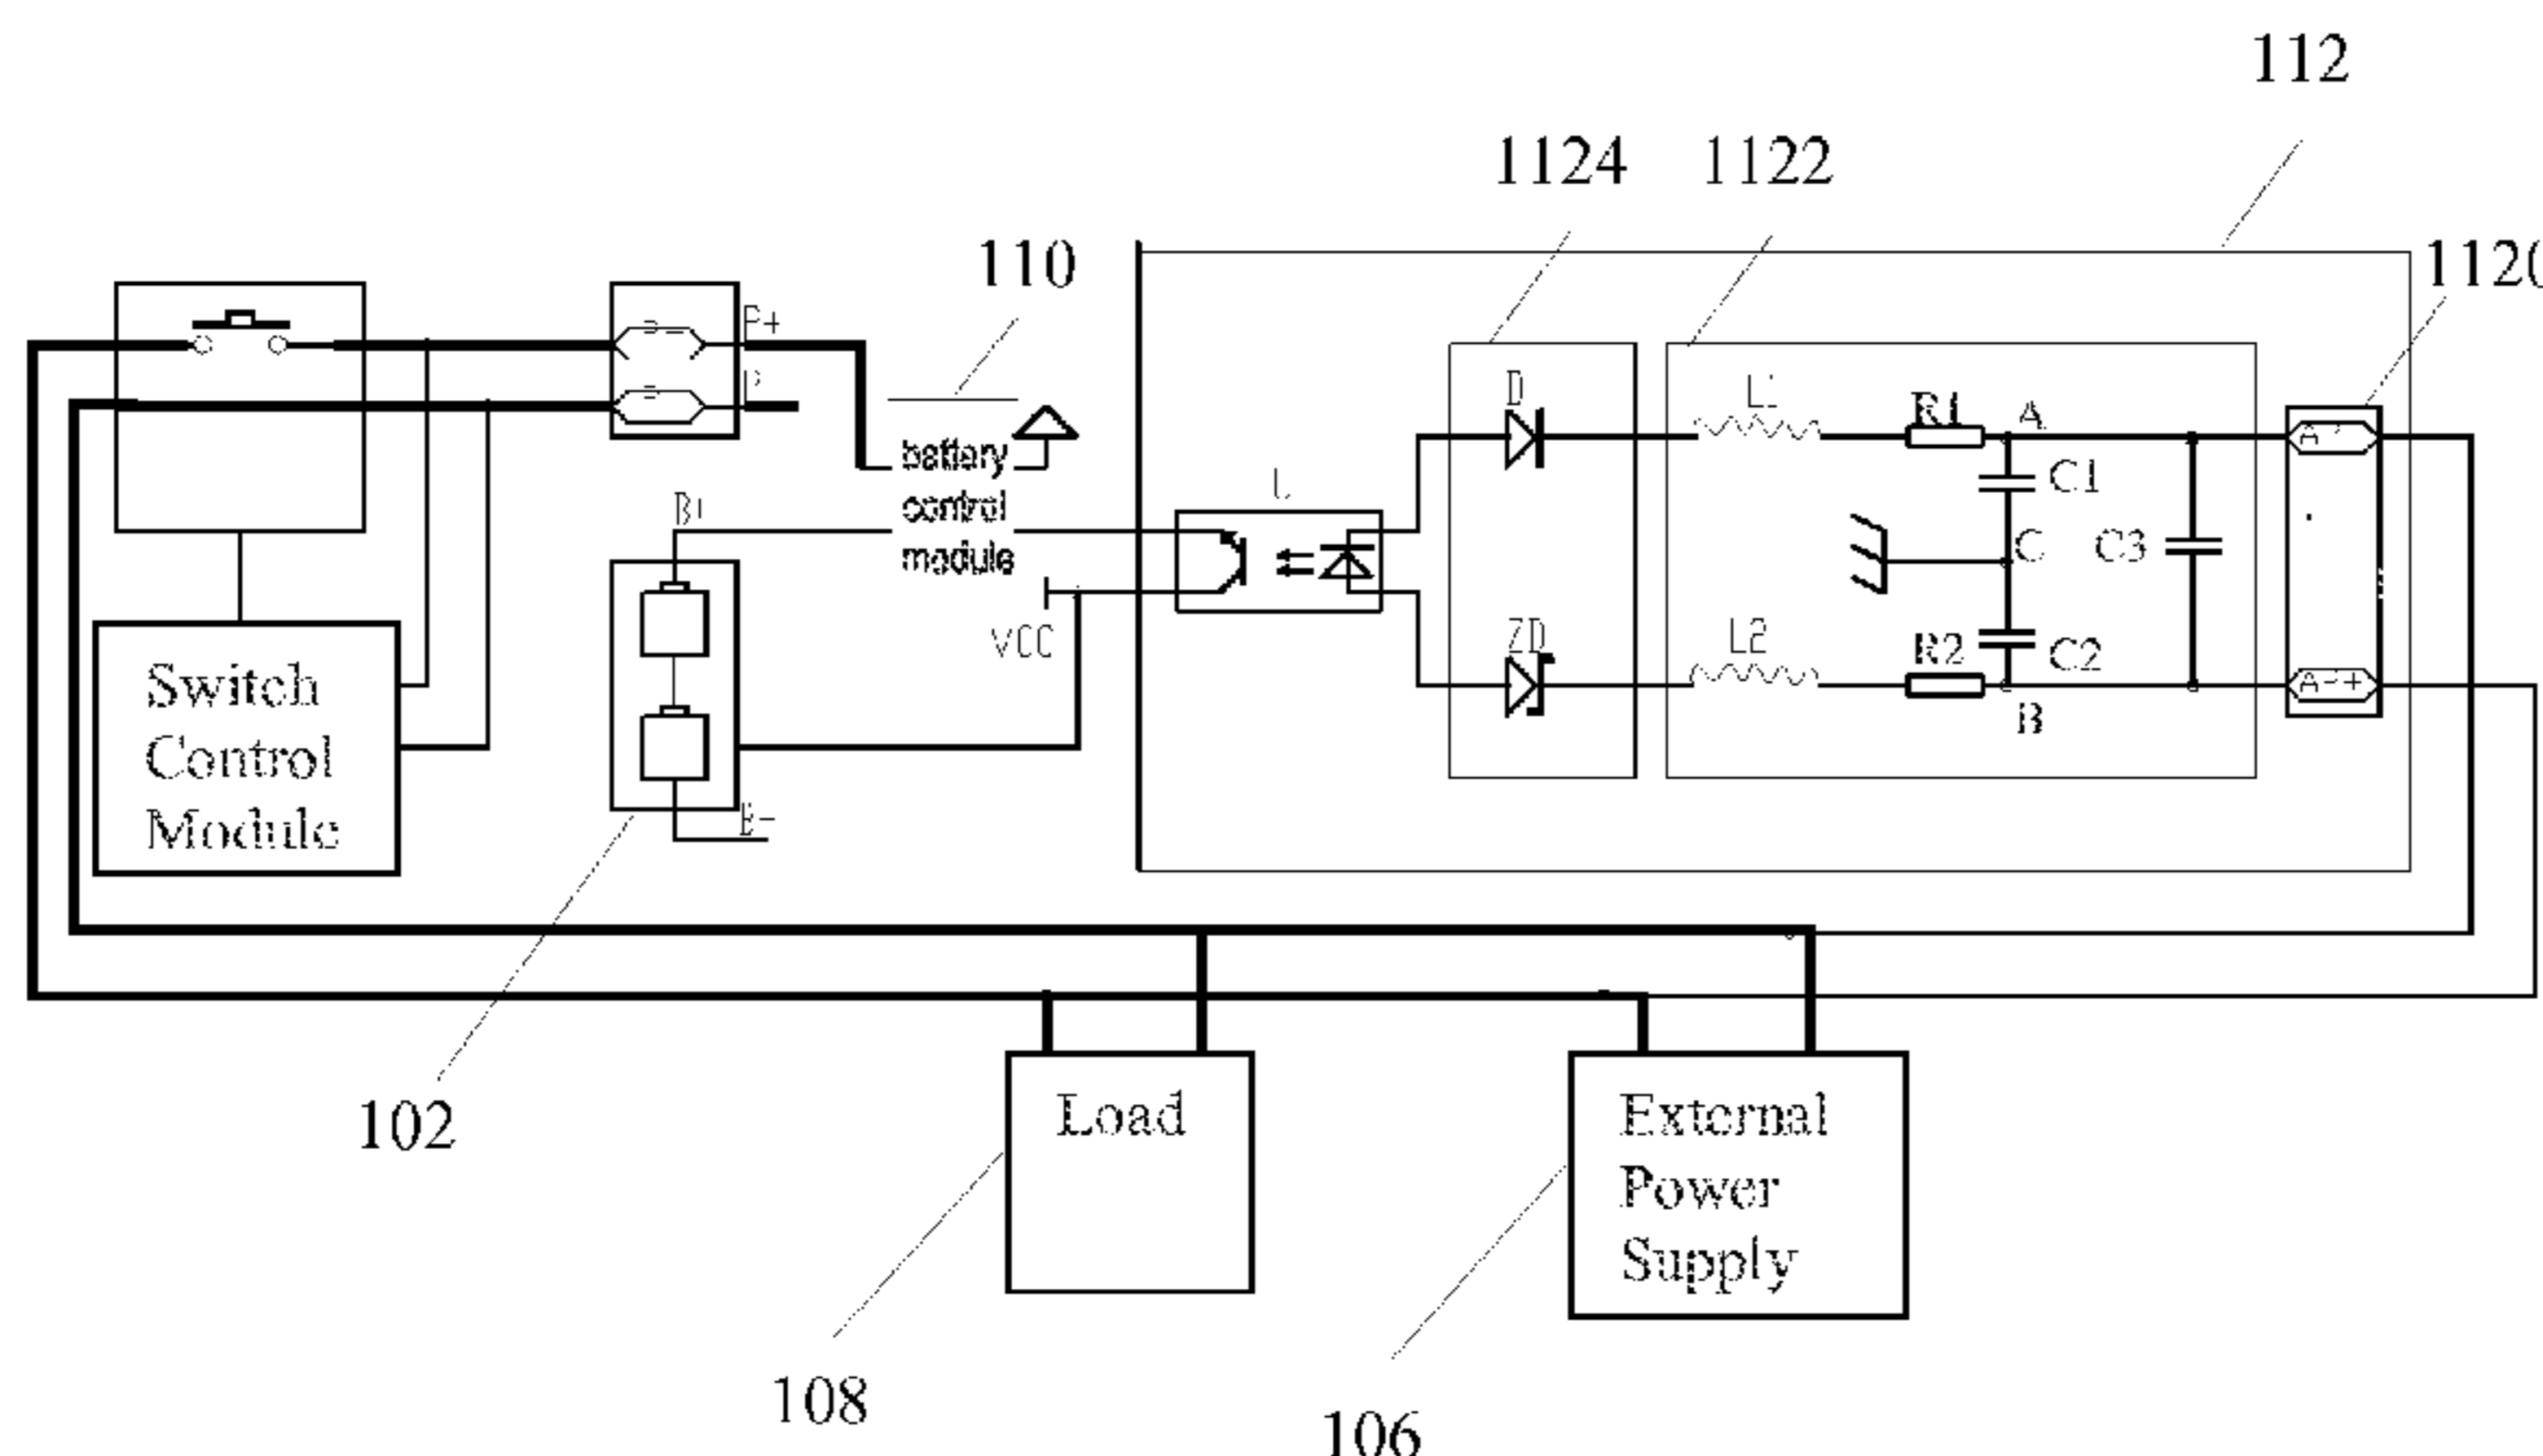 112
1124
1122
110
1120
P+
P
D
L1
R1
A
battery
control
module
B+
C1
C
C3
VCC
ZD
L2
R2
C2
B
Switch
Control
Module
B-
102
Load
External
Power
Supply
108
106